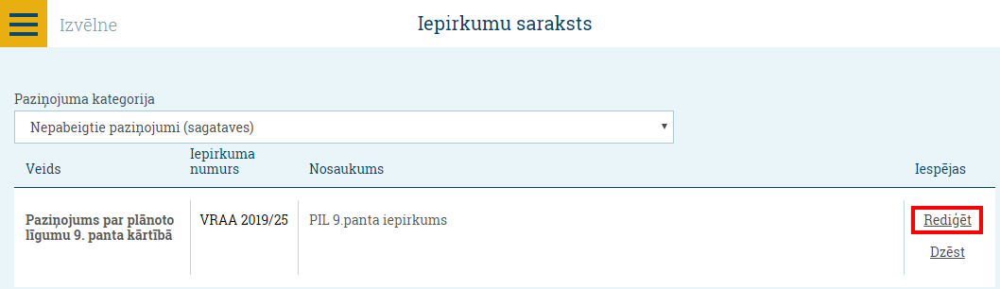 Izvēlne
Iepirkumu saraksts
Paziņojuma kategorija
Nepabeigtie paziņojumi (sagataves)
Veids
Iepirkuma
numurs
Nosaukums
Iespējas
Paziņojums par plānoto
līgumu 9. panta kārtībā
VRAA 2019/25
PIL 9.panta iepirkums
Rediģēt
Dzēst